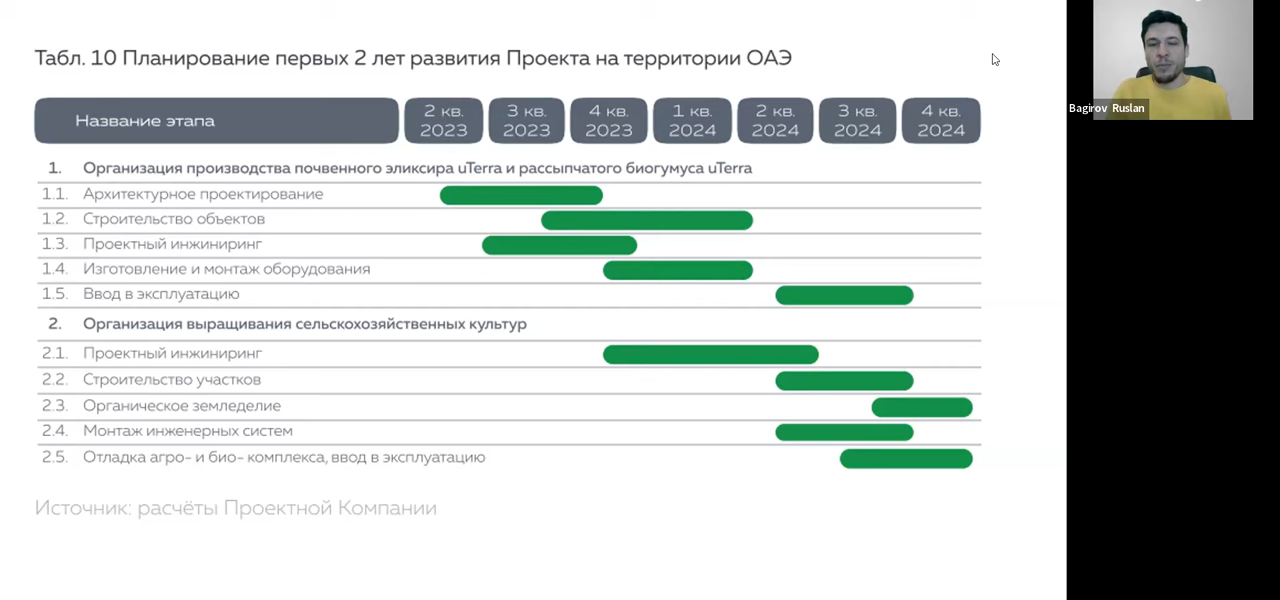 Табл. 10 Планирование первых 2 лет развития Проекта на территории ОАЭ
Bagirov Ruslan
Название этапа
2 кв. 2023
3 кв. 2023
4 кв. 2023
1 кв. 2024
2 кв. 2024
3 кв. 2024
4 кв. 2024
1. Организация производства почвенного эликсира uTerra и рассыпчатого биогумуса uTerra
1.1. Архитектурное проектирование
1.2. Строительство объектов
1.3. Проектный инжиниринг
1.4. Изготовление и монтаж оборудования
1.5. Ввод в эксплуатацию
2. Организация выращивания сельскохозяйственных культур
2.1. Проектный инжиниринг
2.2. Строительство участков
2.3. Органическое земледелие
2.4. Монтаж инженерных систем
2.5. Отладка агро- и био- комплекса, ввод в эксплуатацию
Источник: расчёты Проектной Компании